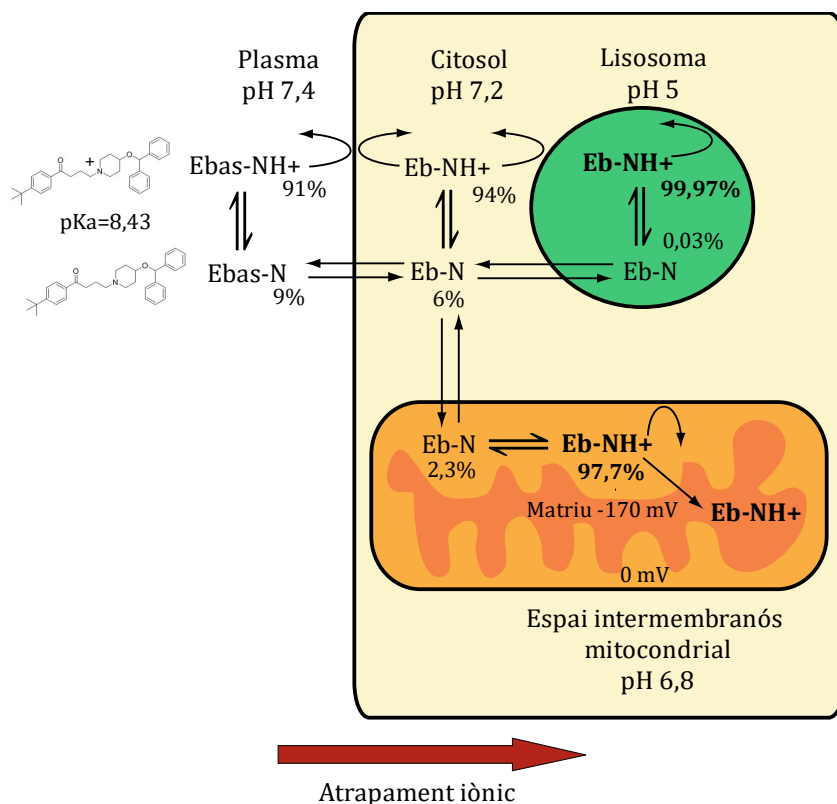 Plasma
pH 7,4
Citosol
pH 7,2
Lisosoma
pH 5
+
O
N
O
pKa=8,43
O
N
O
Ebas-NH+
91%
Ebas-N
9%
Eb-NH+
94%
Eb-N
6%
Eb-NH+
99,97%
0,03%
Eb-N
Eb-N
2,3%
Eb-NH+
97,7%
Matriu -170 mV
Eb-NH+
0 mV
Espai intermembranós
mitocondrial
pH 6,8
Atrapament iònic